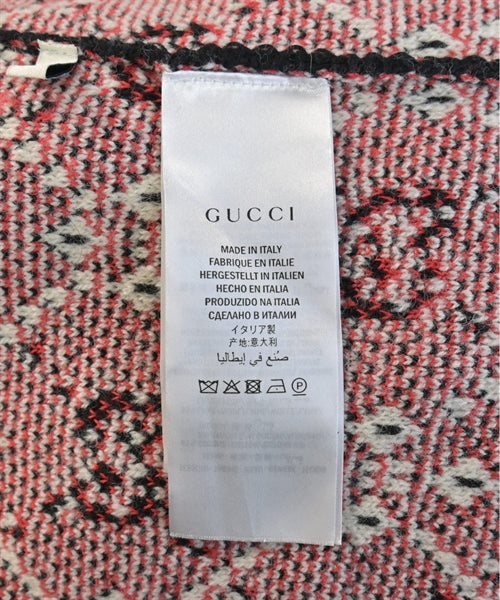 GUCCI
MADE IN ITALY
FABRIQUE EN ITALIE
HERGESTELLT IN ITALIEN
HECHO EN ITALIA
PRODUZIDO NA ITALIA
СДЕЛАНО В ИТАЛИИ
イタリア製
产地:意大利
صُنع في إيطاليا